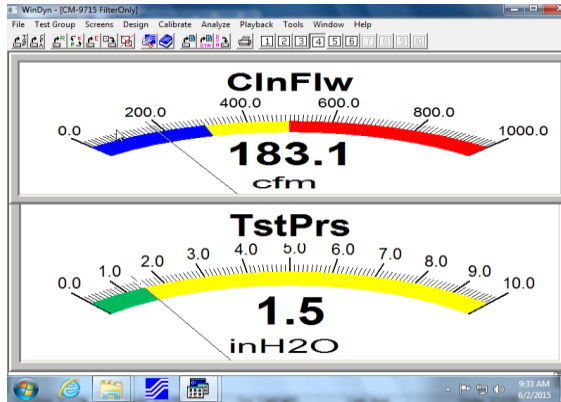 WinDyn - [CM-9715 FilterOnly]
File Test Group Screens Design Calibrate Analyze Playback Tools Window Help
1 2 3 4 5 6 7 8 9 10
ClnFlw
0.0 200.0 400.0 600.0 800.0 1000.0
183.1
cfm
TstPrs
0.0 1.0 2.0 3.0 4.0 5.0 6.0 7.0 8.0 9.0 10.0
1.5
inH2O
9:33 AM
6/2/2015